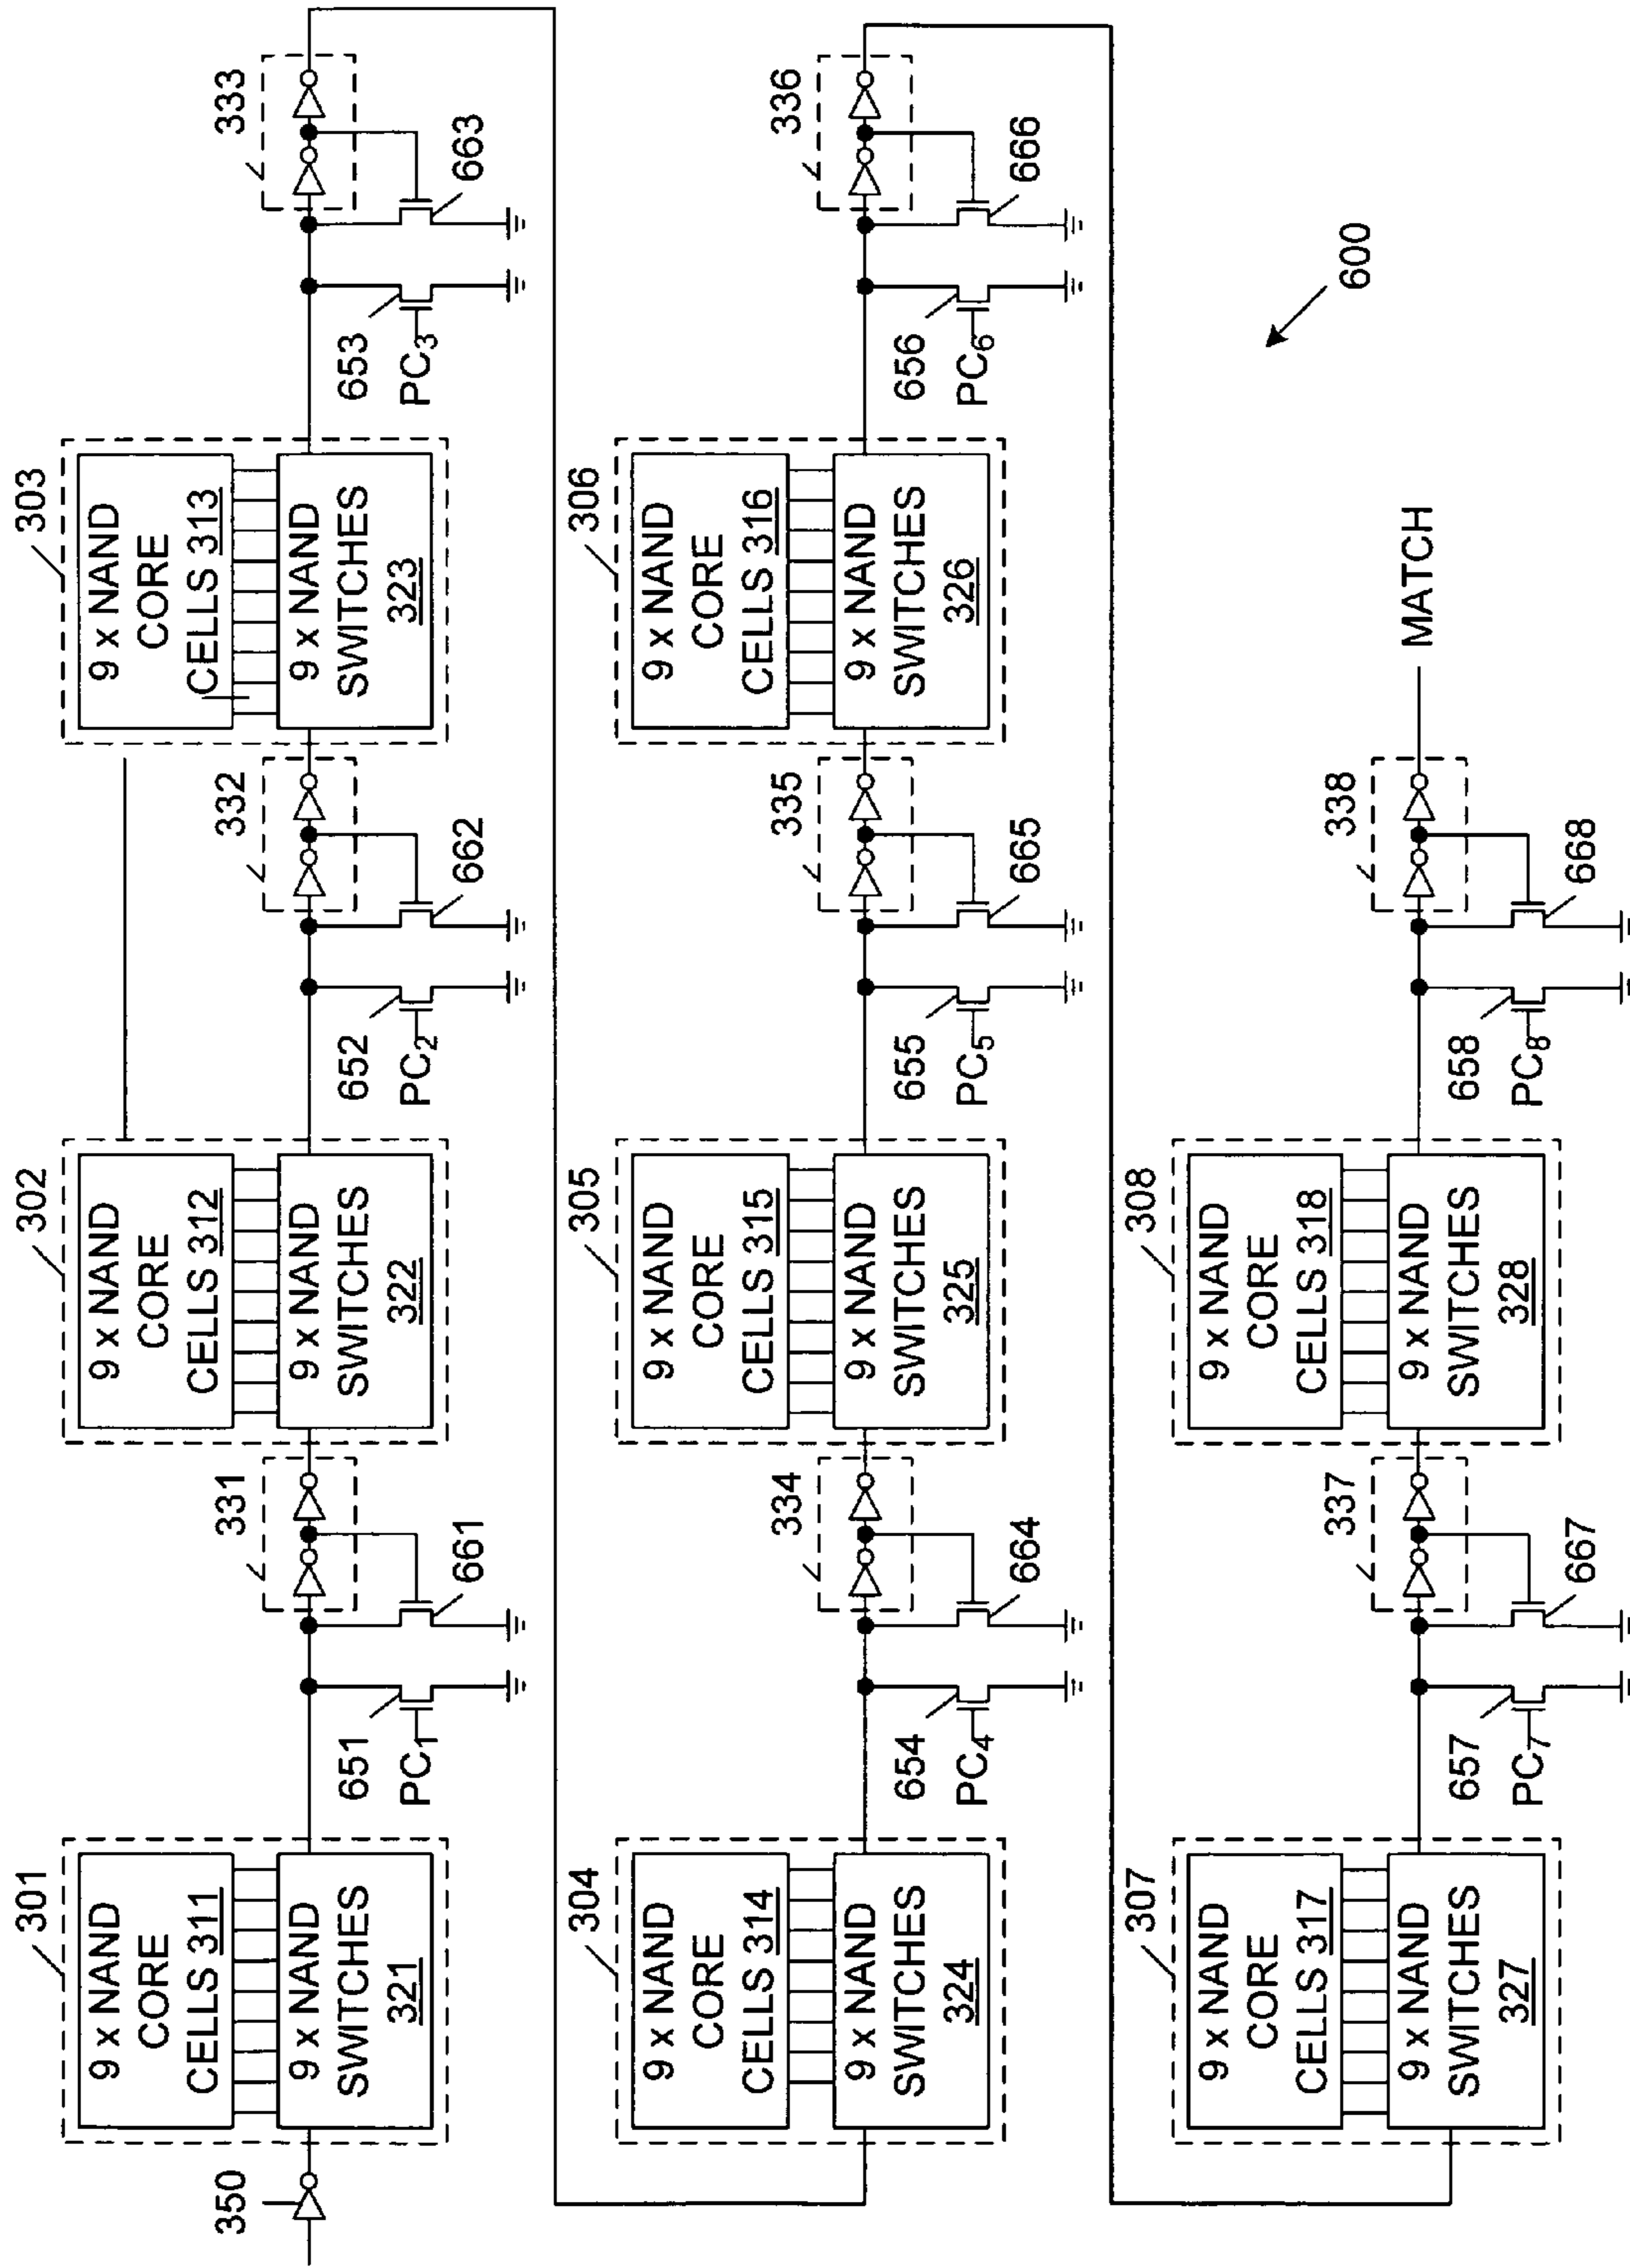 350
301
9 x NAND
CORE
CELLS 311
9 x NAND
SWITCHES
321
651
PC1
661
331
302
9 x NAND
CORE
CELLS 312
9 x NAND
SWITCHES
322
652
PC2
662
332
303
9 x NAND
CORE
CELLS 313
9 x NAND
SWITCHES
323
653
PC3
663
333
304
9 x NAND
CORE
CELLS 314
9 x NAND
SWITCHES
324
654
PC4
664
334
305
9 x NAND
CORE
CELLS 315
9 x NAND
SWITCHES
325
655
PC5
665
335
306
9 x NAND
CORE
CELLS 316
9 x NAND
SWITCHES
326
656
PC6
666
336
307
9 x NAND
CORE
CELLS 317
9 x NAND
SWITCHES
327
657
PC7
667
337
308
9 x NAND
CORE
CELLS 318
9 x NAND
SWITCHES
328
658
PC8
668
338
MATCH
600